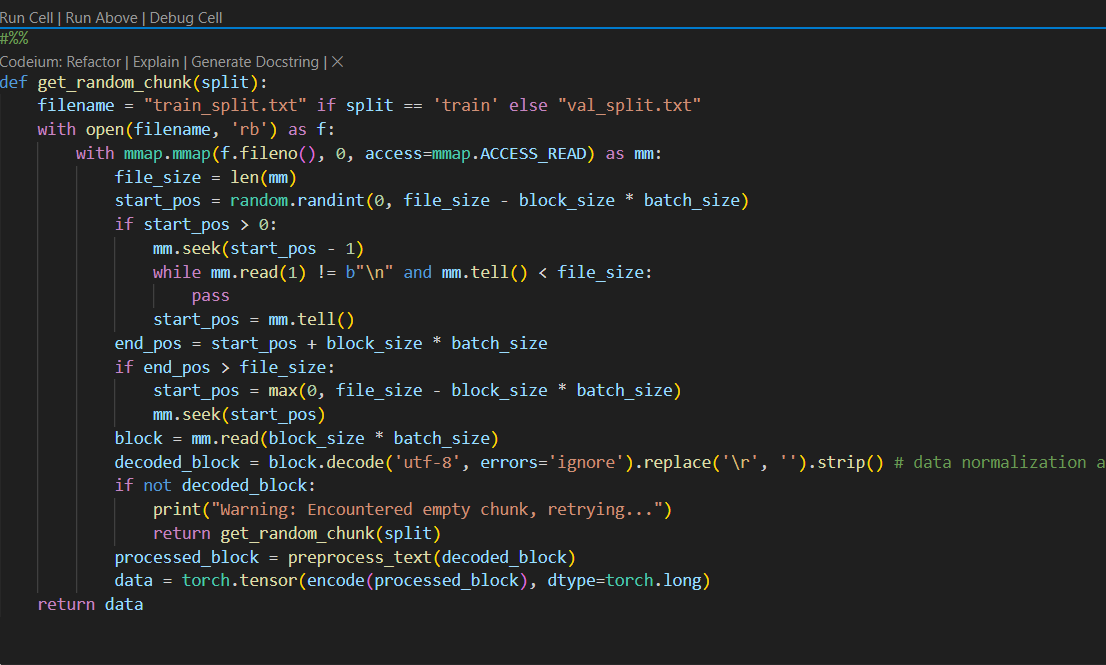 Run Cell | Run Above | Debug Cell
#%%
Codeium: Refactor | Explain | Generate Docstring | ✕
def get_random_chunk(split):
    filename = "train_split.txt" if split == 'train' else "val_split.txt"
    with open(filename, 'rb') as f:
        with mmap.mmap(f.fileno(), 0, access=mmap.ACCESS_READ) as mm:
            file_size = len(mm)
            start_pos = random.randint(0, file_size - block_size * batch_size)
            if start_pos > 0:
                mm.seek(start_pos - 1)
                while mm.read(1) != b"\n" and mm.tell() < file_size:
                    pass
                start_pos = mm.tell()
            end_pos = start_pos + block_size * batch_size
            if end_pos > file_size:
                start_pos = max(0, file_size - block_size * batch_size)
                mm.seek(start_pos)
            block = mm.read(block_size * batch_size)
            decoded_block = block.decode('utf-8', errors='ignore').replace('\r', '').strip() # data normalization a
            if not decoded_block:
                print("Warning: Encountered empty chunk, retrying...")
                return get_random_chunk(split)
            processed_block = preprocess_text(decoded_block)
            data = torch.tensor(encode(processed_block), dtype=torch.long)
    return data